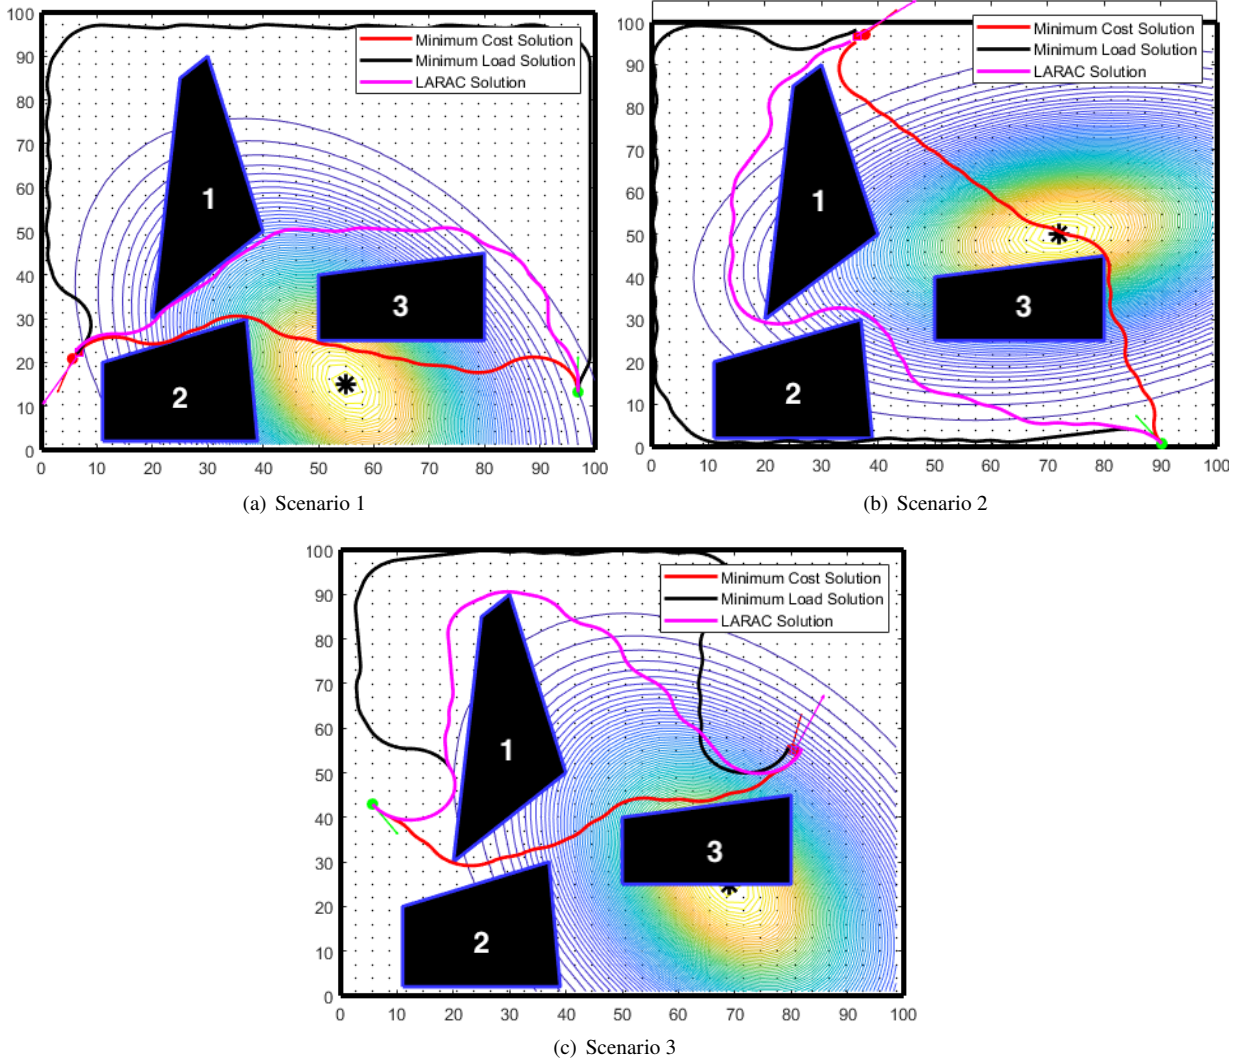 100
90
80
70
60
50
40
30
20
10
0
Minimum Cost Solution
Minimum Load Solution
LARAC Solution
1
2
3
0 10 20 30 40 50 60 70 80 90 100
(a) Scenario 1
100
90
80
70
60
50
40
30
20
10
0
Minimum Cost Solution
Minimum Load Solution
LARAC Solution
1
2
3
0 10 20 30 40 50 60 70 80 90 100
(b) Scenario 2
100
90
80
70
60
50
40
30
20
10
0
Minimum Cost Solution
Minimum Load Solution
LARAC Solution
1
3
2
0 10 20 30 40 50 60 70 80 90 100
(c) Scenario 3